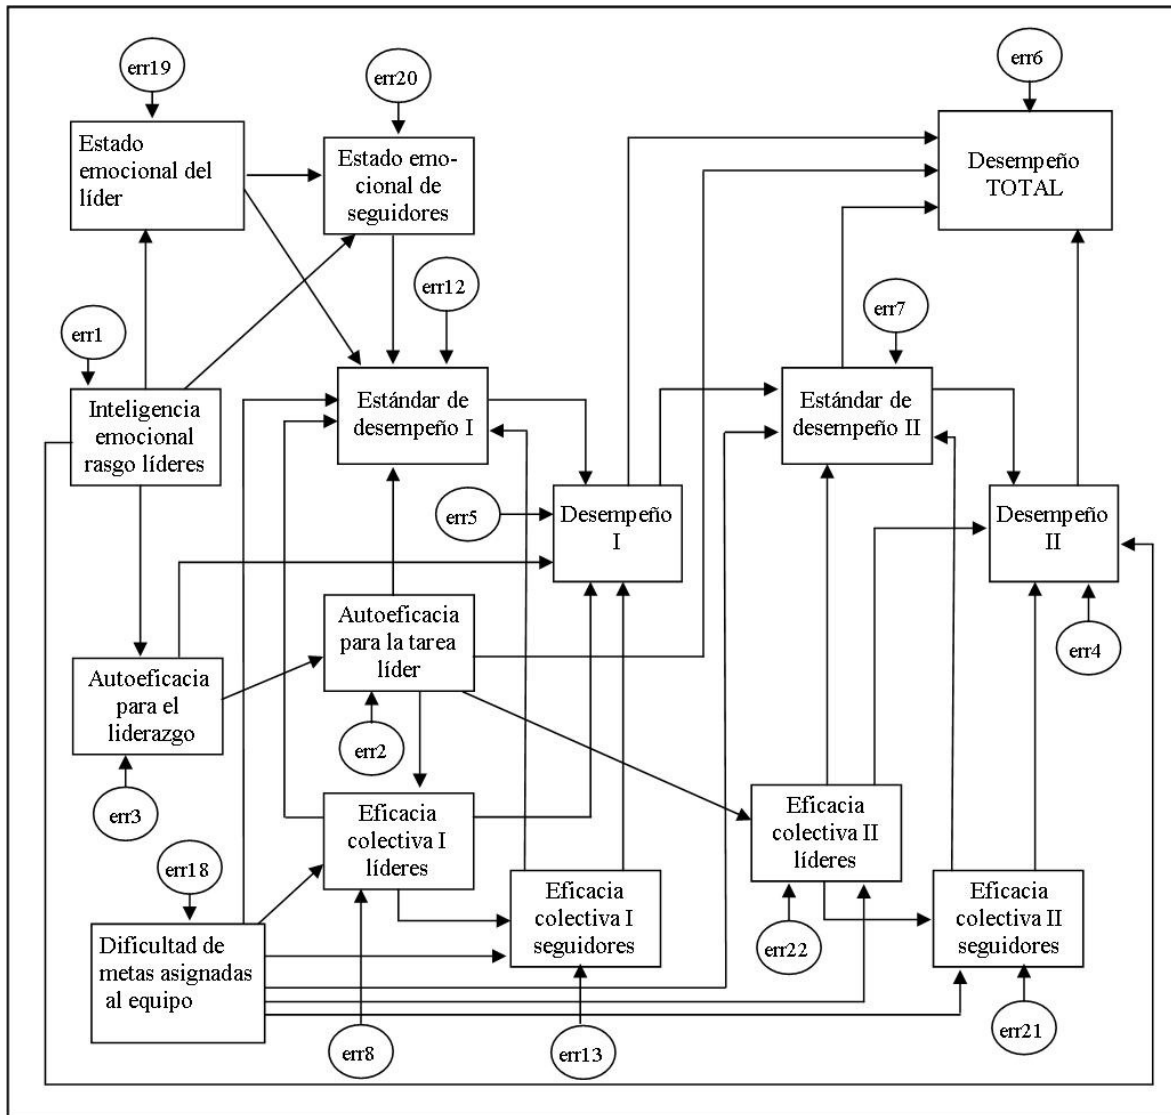 err19
err20
err6
Estado
emocional del
líder
Estado emo-
cional de
seguidores
Desempeño
TOTAL
err12
err7
err1
Inteligencia
emocional
rasgo líderes
Estándar de
desempeño I
Estándar de
desempeño II
err5
Desempeño
I
Desempeño
II
Autoeficacia
para la tarea
líder
err4
Autoeficacia
para el
liderazgo
err2
err3
Eficacia
colectiva I
líderes
Eficacia
colectiva II
líderes
err18
Eficacia
colectiva I
seguidores
Eficacia
colectiva II
seguidores
Dificultad de
metas asignadas
al equipo
err22
err8
err13
err21